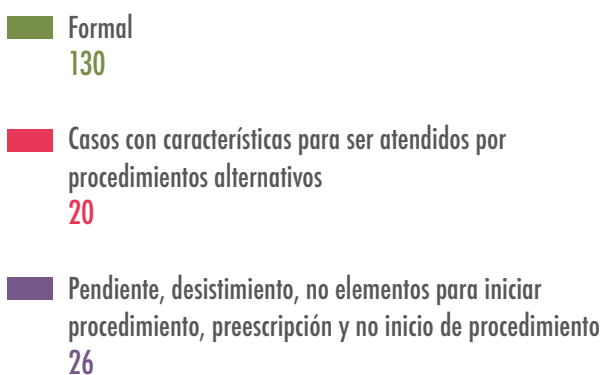 Formal
130
Casos con características para ser atendidos por
procedimientos alternativos
20
Pendiente, desistimiento, no elementos para iniciar
procedimiento, preescripción y no inicio de procedimiento
26